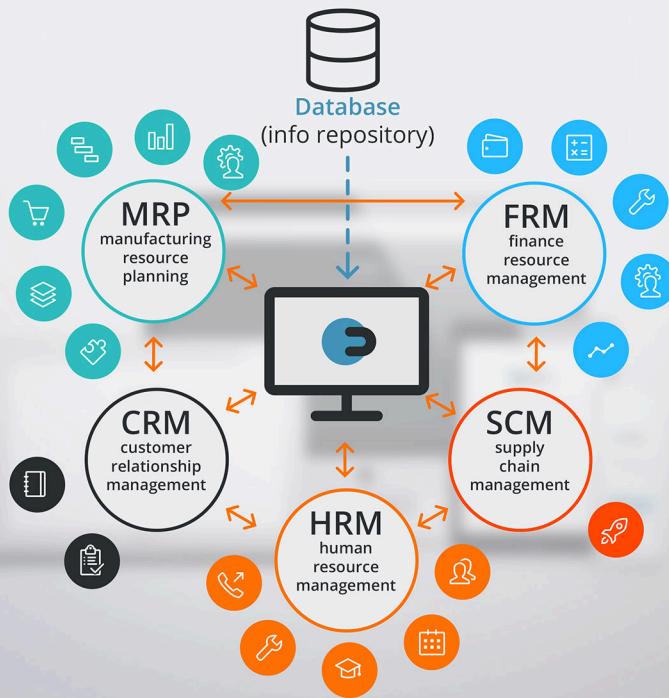 Database
(info repository)
MRP
manufacturing
resource
planning
FRM
finance
resource
management
CRM
customer
relationship
management
SCM
supply
chain
management
HRM
human
resource
management